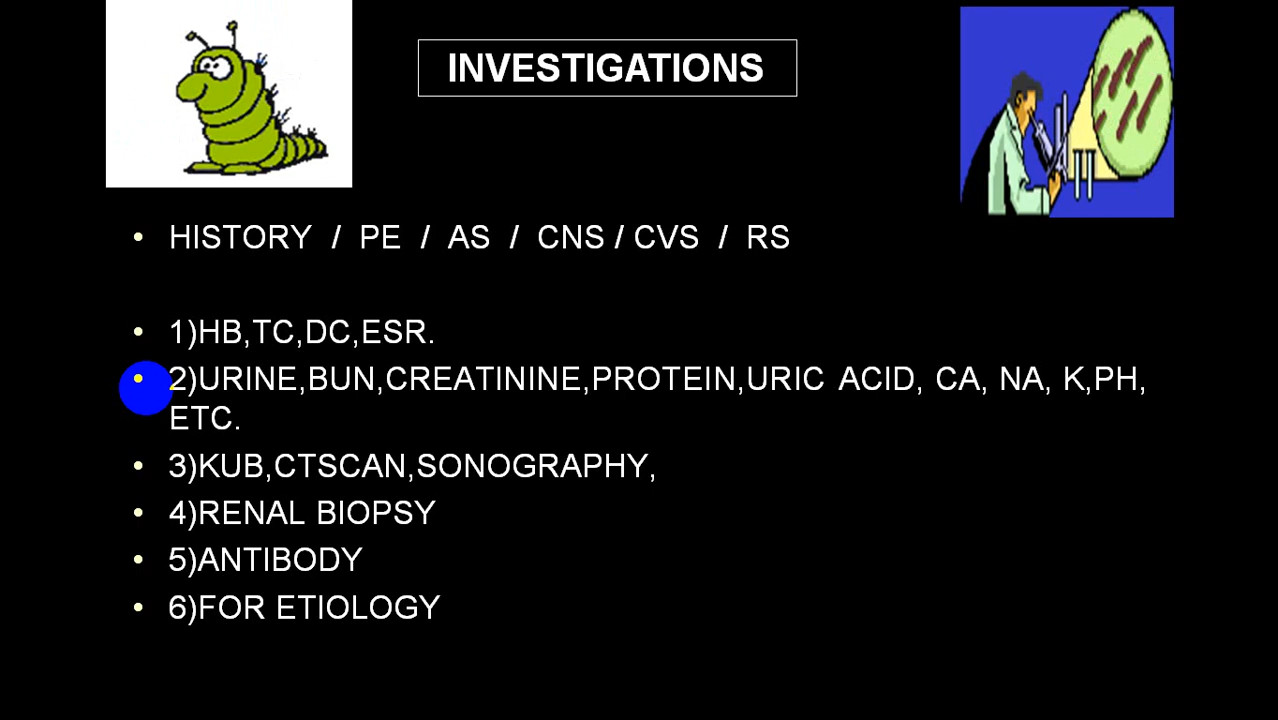 INVESTIGATIONS
• HISTORY / PE / AS / CNS / CVS / RS
• 1)HB,TC,DC,ESR.
• 2)URINE,BUN,CREATININE,PROTEIN,URIC ACID, CA, NA, K,PH,
ETC.
• 3)KUB,CTSCAN,SONOGRAPHY,
• 4)RENAL BIOPSY
• 5)ANTIBODY
• 6)FOR ETIOLOGY